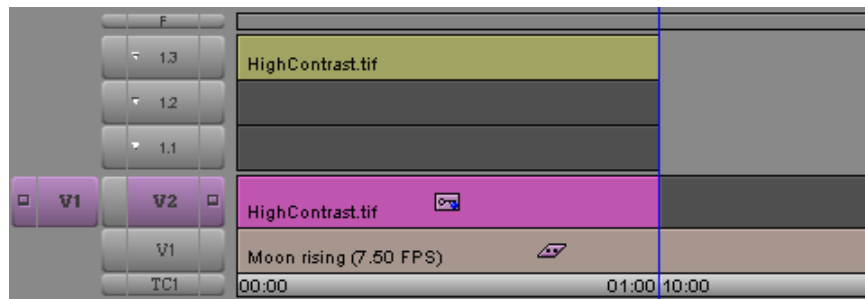 F
1.3 HighContrast.tif
1.2
1.1
V1 V2 HighContrast.tif
V1 Moon rising (7.50 FPS)
TC1 00:00 01:00 10:00